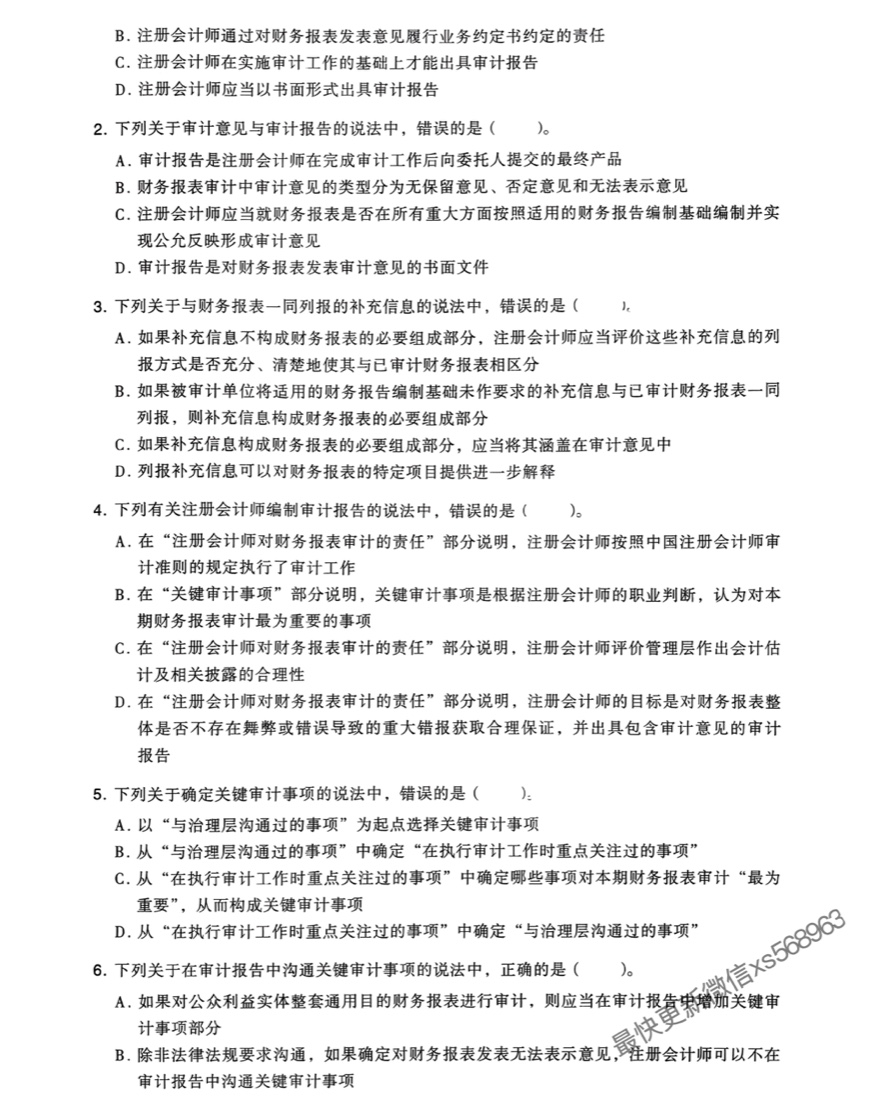 B. 注册会计师通过对财务报表发表意见履行业务约定书约定的责任
C. 注册会计师在实施审计工作的基础上才能出具审计报告
D. 注册会计师应当以书面形式出具审计报告
2. 下列关于审计意见与审计报告的说法中，错误的是（　　）。
A. 审计报告是注册会计师在完成审计工作后向委托人提交的最终产品
B. 财务报表审计中审计意见的类型分为无保留意见、否定意见和无法表示意见
C. 注册会计师应当就财务报表是否在所有重大方面按照适用的财务报告编制基础编制并实
现公允反映形成审计意见
D. 审计报告是对财务报表发表审计意见的书面文件
3. 下列关于与财务报表一同列报的补充信息的说法中，错误的是（　　）。
A. 如果补充信息不构成财务报表的必要组成部分，注册会计师应当评价这些补充信息的列
报方式是否充分、清楚地使其与已审计财务报表相区分
B. 如果被审计单位将适用的财务报告编制基础未作要求的补充信息与已审计财务报表一同
列报，则补充信息构成财务报表的必要组成部分
C. 如果补充信息构成财务报表的必要组成部分，应当将其涵盖在审计意见中
D. 列报补充信息可以对财务报表的特定项目提供进一步解释
4. 下列有关注册会计师编制审计报告的说法中，错误的是（　　）。
A. 在“注册会计师对财务报表审计的责任”部分说明，注册会计师按照中国注册会计师审
计准则的规定执行了审计工作
B. 在“关键审计事项”部分说明，关键审计事项是根据注册会计师的职业判断，认为对本
期财务报表审计最为重要的事项
C. 在“注册会计师对财务报表审计的责任”部分说明，注册会计师评价管理层作出会计估
计及相关披露的合理性
D. 在“注册会计师对财务报表审计的责任”部分说明，注册会计师的目标是对财务报表整
体是否不存在舞弊或错误导致的重大错报获取合理保证，并出具包含审计意见的审计
报告
5. 下列关于确定关键审计事项的说法中，错误的是（　　）。
A. 以“与治理层沟通过的事项”为起点选择关键审计事项
B. 从“与治理层沟通过的事项”中确定“在执行审计工作时重点关注过的事项”
C. 从“在执行审计工作时重点关注过的事项”中确定哪些事项对本期财务报表审计“最为
重要”，从而构成关键审计事项
D. 从“在执行审计工作时重点关注过的事项”中确定“与治理层沟通过的事项”
6. 下列关于在审计报告中沟通关键审计事项的说法中，正确的是（　　）。
A. 如果对公众利益实体整套通用目的财务报表进行审计，则应当在审计报告中增加关键审
计事项部分
B. 除非法律法规要求沟通，如果确定对财务报表发表无法表示意见，注册会计师可以不在
审计报告中沟通关键审计事项
最快更新微信xs568963